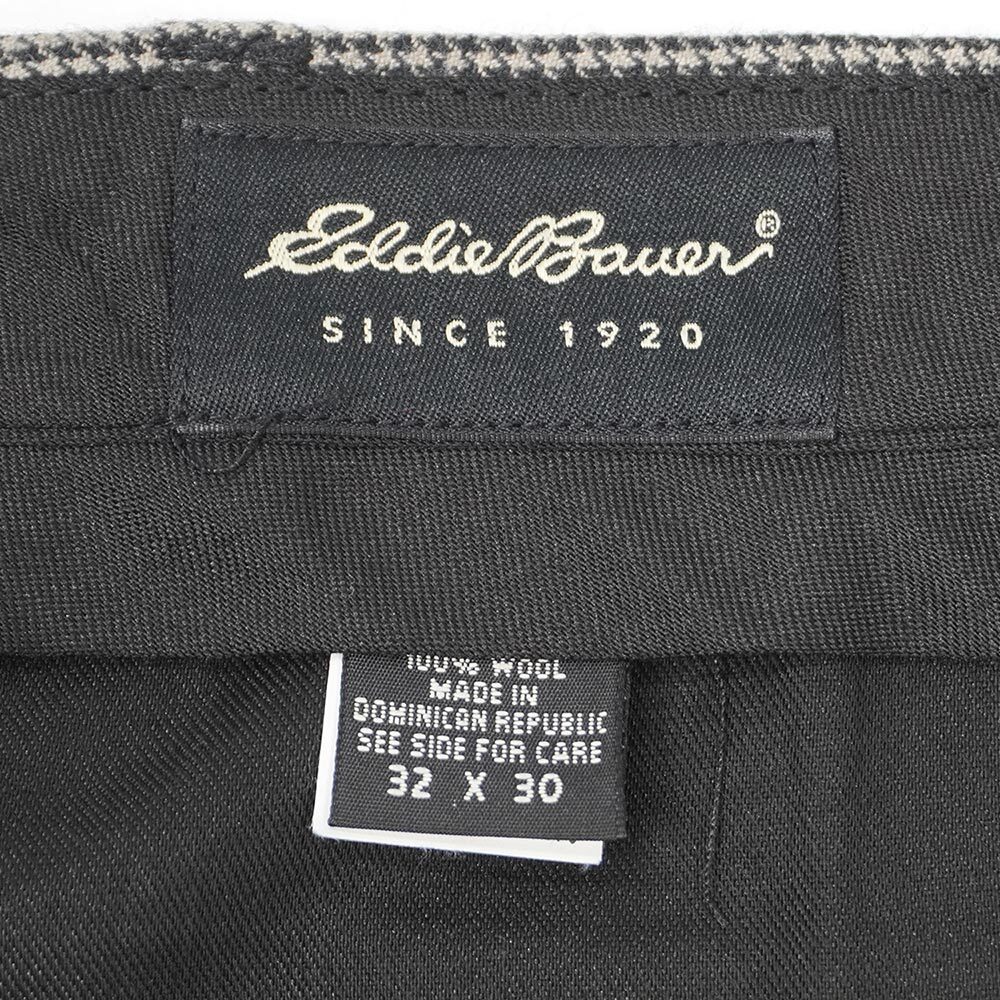 Eddie Bauer®
SINCE 1920
100% WOOL
MADE IN
DOMINICAN REPUBLIC
SEE SIDE FOR CARE
32 X 30